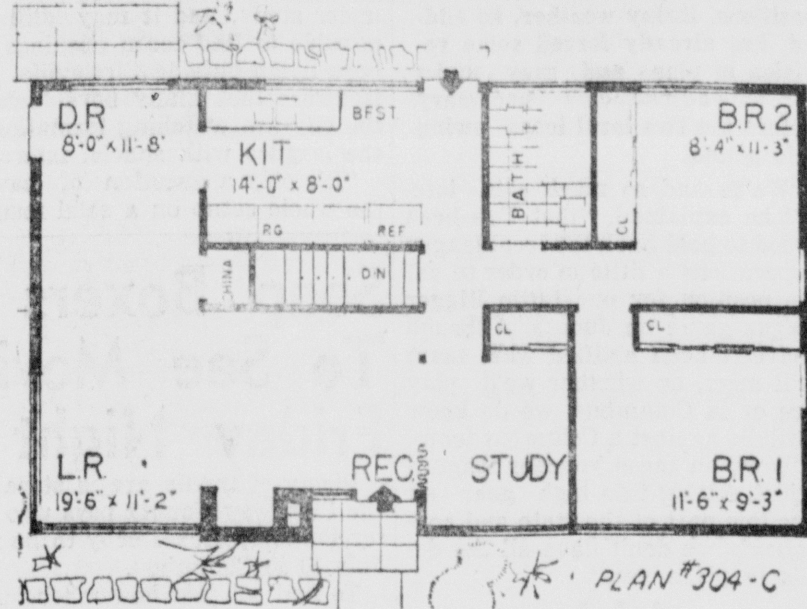 D.R
8'-0" x 11'-8"
KIT
14'-0" x 8'-0"
BFST
BATH
B.R.2
8'-4" x 11'-3"
CL
RG
REF
CHINA
DN
CL
CL
L.R
19'-6" x 11'-2"
REC
STUDY
B.R.1
11'-6" x 9'-3"
PLAN #304-C